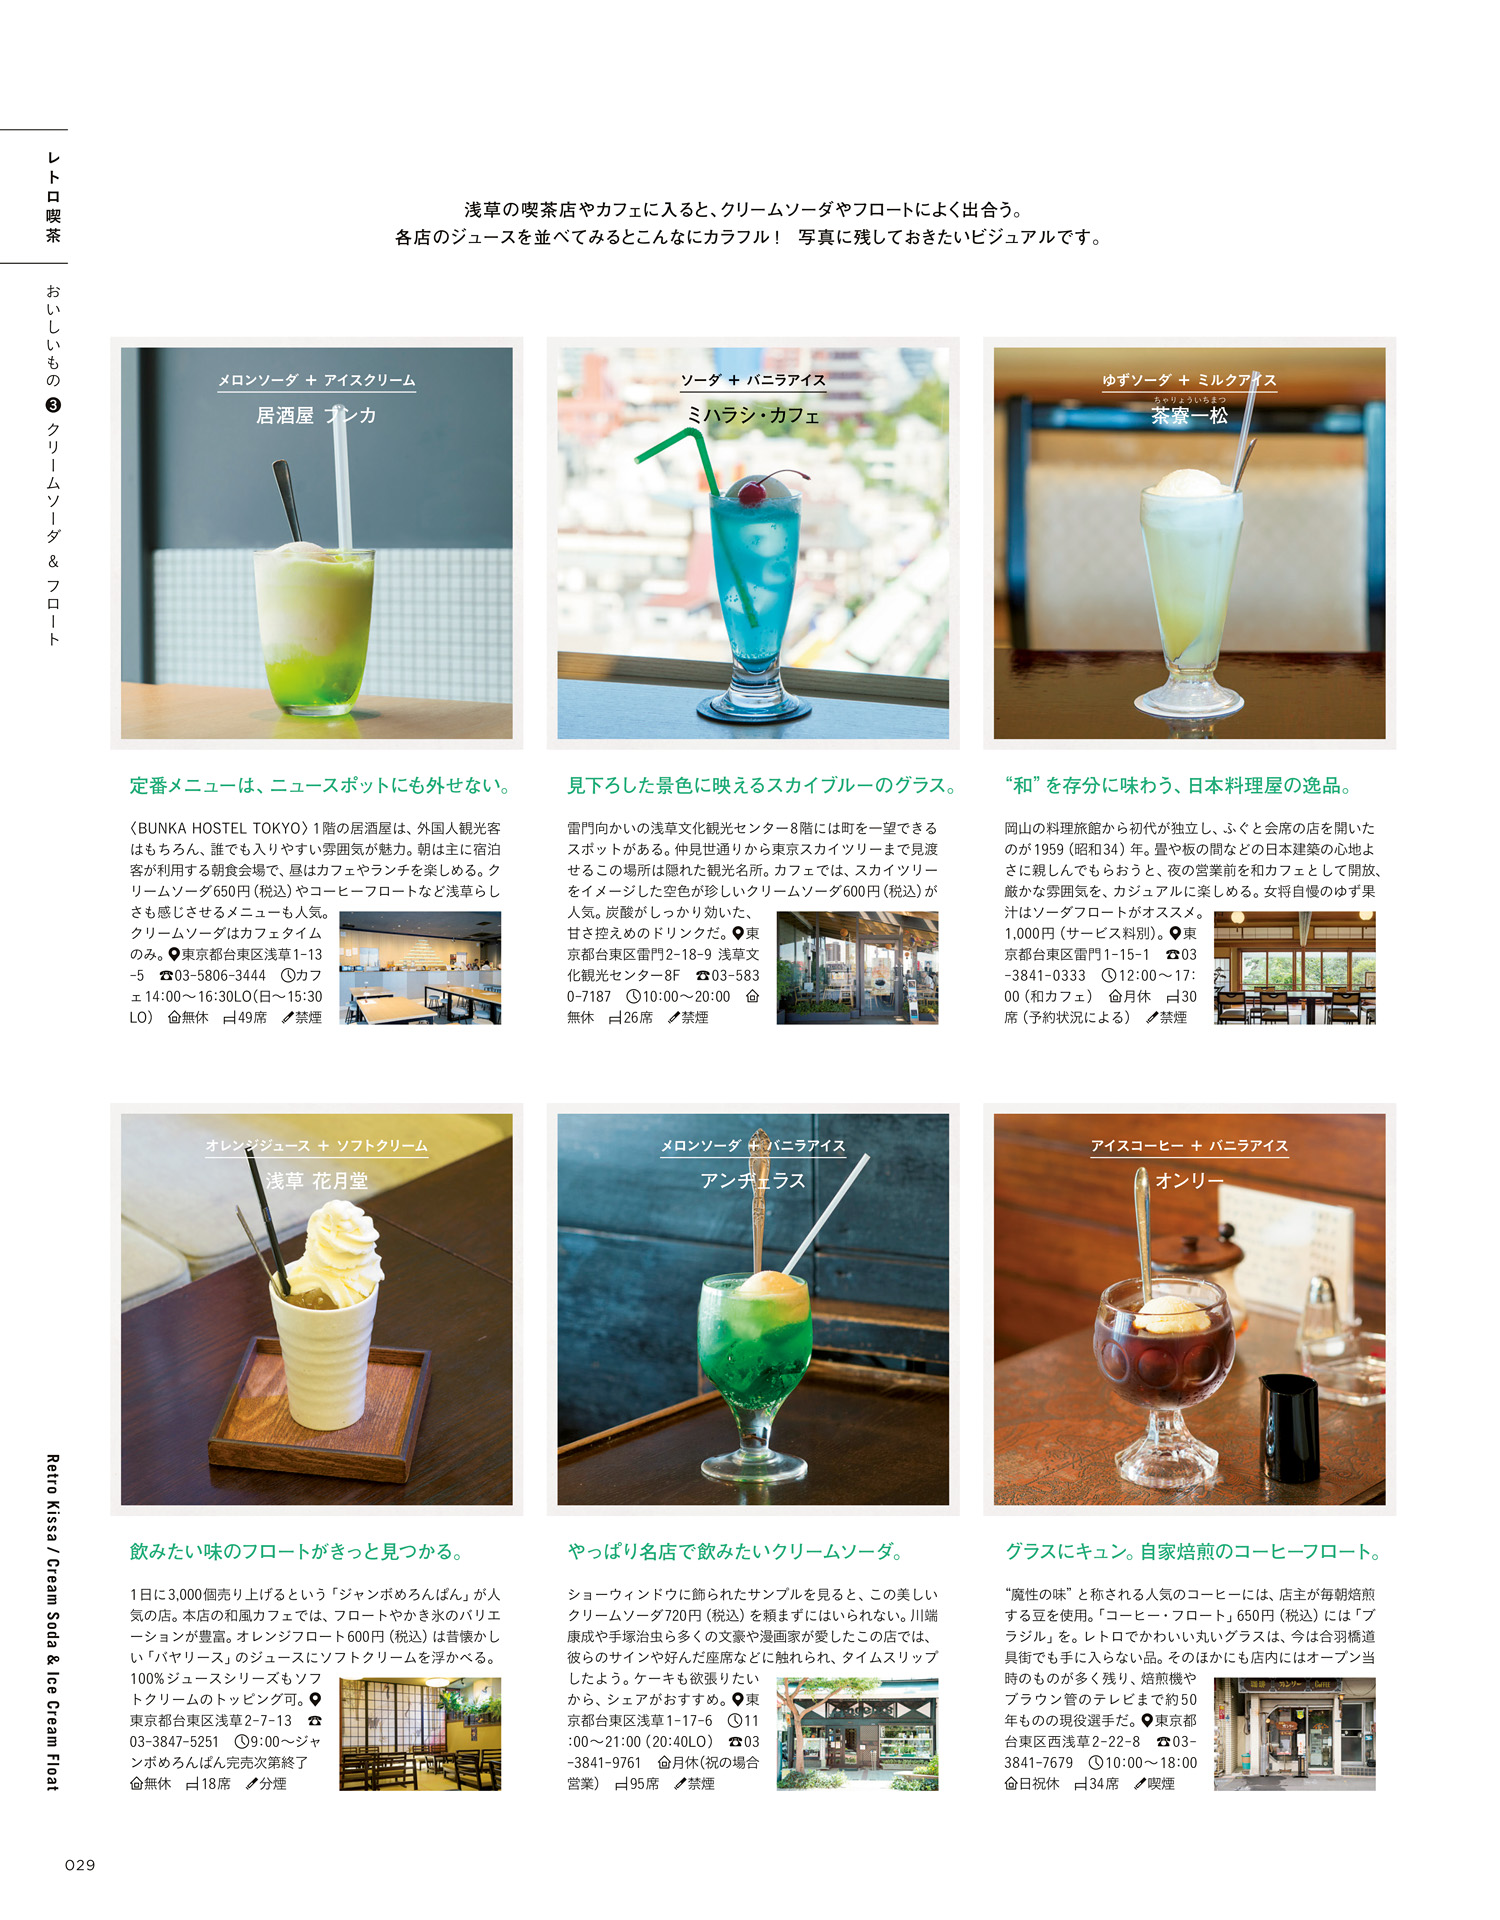 レトロ喫茶
おいしいもの ❸ クリームソーダ & フロート
浅草の喫茶店やカフェに入ると、クリームソーダやフロートによく出合う。
各店のジュースを並べてみるとこんなにカラフル！ 写真に残しておきたいビジュアルです。
メロンソーダ + アイスクリーム
居酒屋 ブンカ
定番メニューは、ニュースポットにも外せない。
〈BUNKA HOSTEL TOKYO〉1階の居酒屋は、外国人観光客
はもちろん、誰でも入りやすい雰囲気が魅力。朝は主に宿泊
客が利用する朝食会場で、昼はカフェやランチを楽しめる。ク
リームソーダ650円（税込）やコーヒーフロートなど浅草らし
さも感じさせるメニューも人気。
クリームソーダはカフェタイム
のみ。東京都台東区浅草1-13
-5 ☎03-5806-3444 カフ
ェ14:00〜16:30LO（日〜15:30
LO） 無休 49席 禁煙
ソーダ + バニラアイス
ミハラシ・カフェ
見下ろした景色に映えるスカイブルーのグラス。
雷門向かいの浅草文化観光センター8階には町を一望できる
スポットがある。仲見世通りから東京スカイツリーまで見渡
せるこの場所は隠れた観光名所。カフェでは、スカイツリー
をイメージした空色が珍しいクリームソーダ600円（税込）が
人気。炭酸がしっかり効いた、
甘さ控えめのドリンクだ。東
京都台東区雷門2-18-9 浅草文
化観光センター8F ☎03-583
0-7187 10:00〜20:00
無休 26席 禁煙
ゆずソーダ + ミルクアイス
ちゃりょういちまつ
茶寮一松
“和”を存分に味わう、日本料理屋の逸品。
岡山の料理旅館から初代が独立し、ふぐと会席の店を開いた
のが1959（昭和34）年。畳や板の間などの日本建築の心地よ
さに親しんでもらおうと、夜の営業前を和カフェとして開放、
厳かな雰囲気を、カジュアルに楽しめる。女将自慢のゆず果
汁はソーダフロートがオススメ。
1,000円（サービス料別）。東
京都台東区雷門1-15-1 ☎03
-3841-0333 12:00〜17:
00（和カフェ） 月休 30
席（予約状況による） 禁煙
オレンジジュース + ソフトクリーム
浅草 花月堂
飲みたい味のフロートがきっと見つかる。
1日に3,000個売り上げるという「ジャンボめろんぱん」が人
気の店。本店の和風カフェでは、フロートやかき氷のバリエ
ーションが豊富。オレンジフロート600円（税込）は昔懐かし
い「バヤリース」のジュースにソフトクリームを浮かべる。
100%ジュースシリーズもソフ
トクリームのトッピング可。
東京都台東区浅草2-7-13 ☎
03-3847-5251 9:00〜ジャ
ンボめろんぱん完売次第終了
無休 18席 分煙
メロンソーダ + バニラアイス
アンヂェラス
やっぱり名店で飲みたいクリームソーダ。
ショーウィンドウに飾られたサンプルを見ると、この美しい
クリームソーダ720円（税込）を頼まずにはいられない。川端
康成や手塚治虫ら多くの文豪や漫画家が愛したこの店では、
彼らのサインや好んだ座席などに触れられ、タイムスリップ
したよう。ケーキも欲張りたい
から、シェアがおすすめ。東
京都台東区浅草1-17-6 11
:00〜21:00（20:40LO） ☎03
-3841-9761 月休(祝の場合
営業） 95席 禁煙
アイスコーヒー + バニラアイス
オンリー
グラスにキュン。自家焙煎のコーヒーフロート。
“魔性の味”と称される人気のコーヒーには、店主が毎朝焙煎
する豆を使用。「コーヒー・フロート」650円（税込）には「ブ
ラジル」を。レトロでかわいい丸いグラスは、今は合羽橋道
具街でも手に入らない品。そのほかにも店内にはオープン当
時のものが多く残り、焙煎機や
ブラウン管のテレビまで約50
年ものの現役選手だ。東京都
台東区西浅草2-22-8 ☎03-
3841-7679 10:00〜18:00
日祝休 34席 喫煙
珈琲 オンリー COFFEE
Retro Kissa / Cream Soda & Ice Cream Float
029